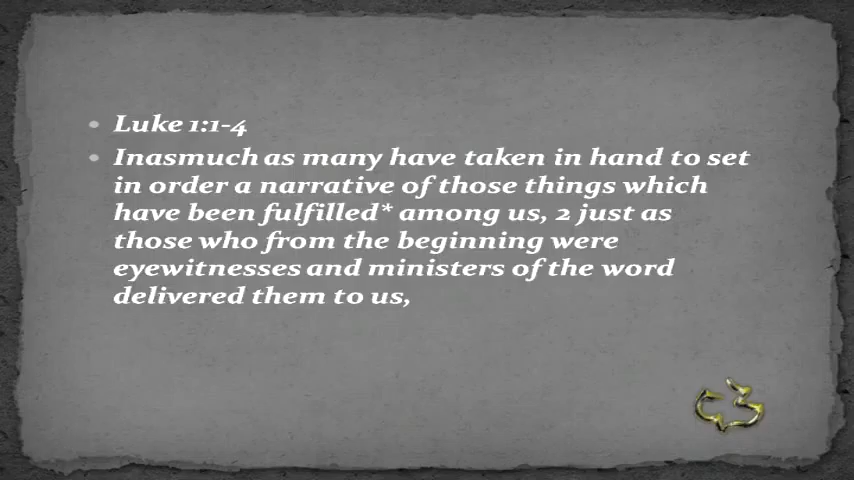 Luke 1:1-4
Inasmuch as many have taken in hand to set
in order a narrative of those things which
have been fulfilled* among us, 2 just as
those who from the beginning were
eyewitnesses and ministers of the word
delivered them to us,